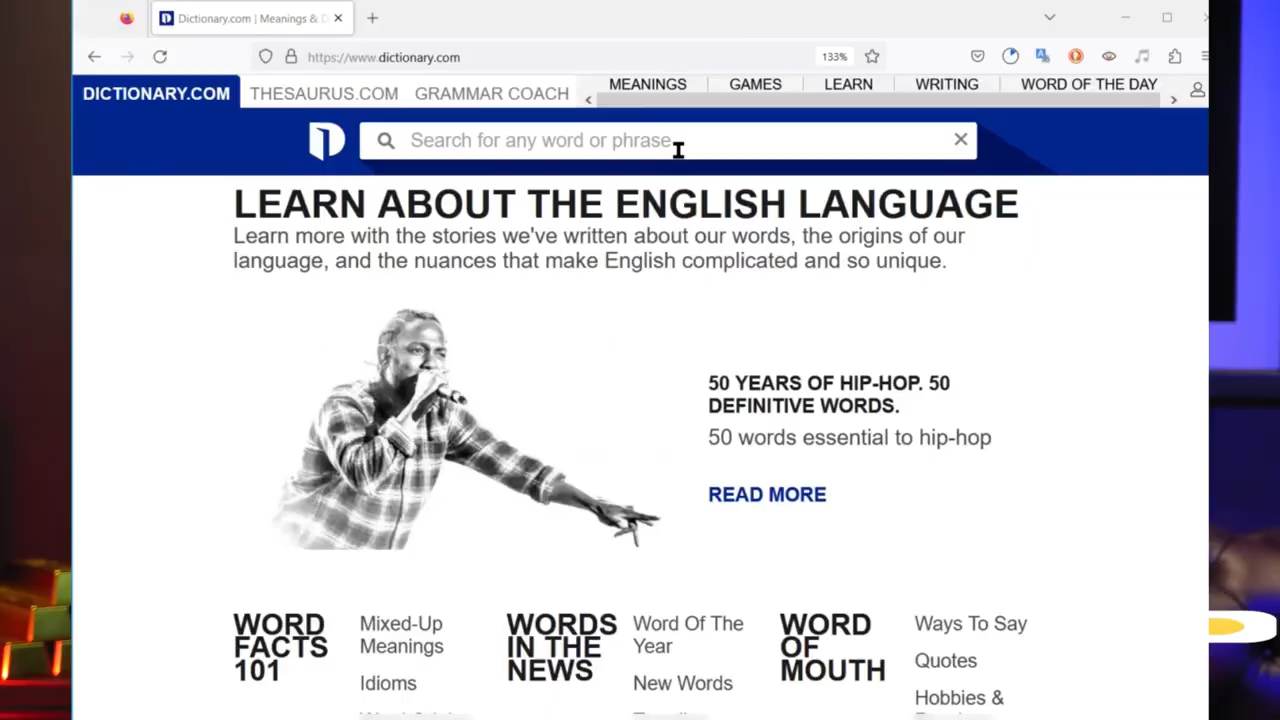 Dictionary.com | Meanings & D
https://www.dictionary.com
133%
DICTIONARY.COM
THESAURUS.COM
GRAMMAR COACH
MEANINGS
GAMES
LEARN
WRITING
WORD OF THE DAY
Search for any word or phrase
LEARN ABOUT THE ENGLISH LANGUAGE
Learn more with the stories we've written about our words, the origins of our
language, and the nuances that make English complicated and so unique.
50 YEARS OF HIP-HOP. 50
DEFINITIVE WORDS.
50 words essential to hip-hop
READ MORE
WORD
FACTS
101
Mixed-Up
Meanings
Idioms
WORDS
IN THE
NEWS
Word Of The
Year
New Words
WORD
OF
MOUTH
Ways To Say
Quotes
Hobbies &